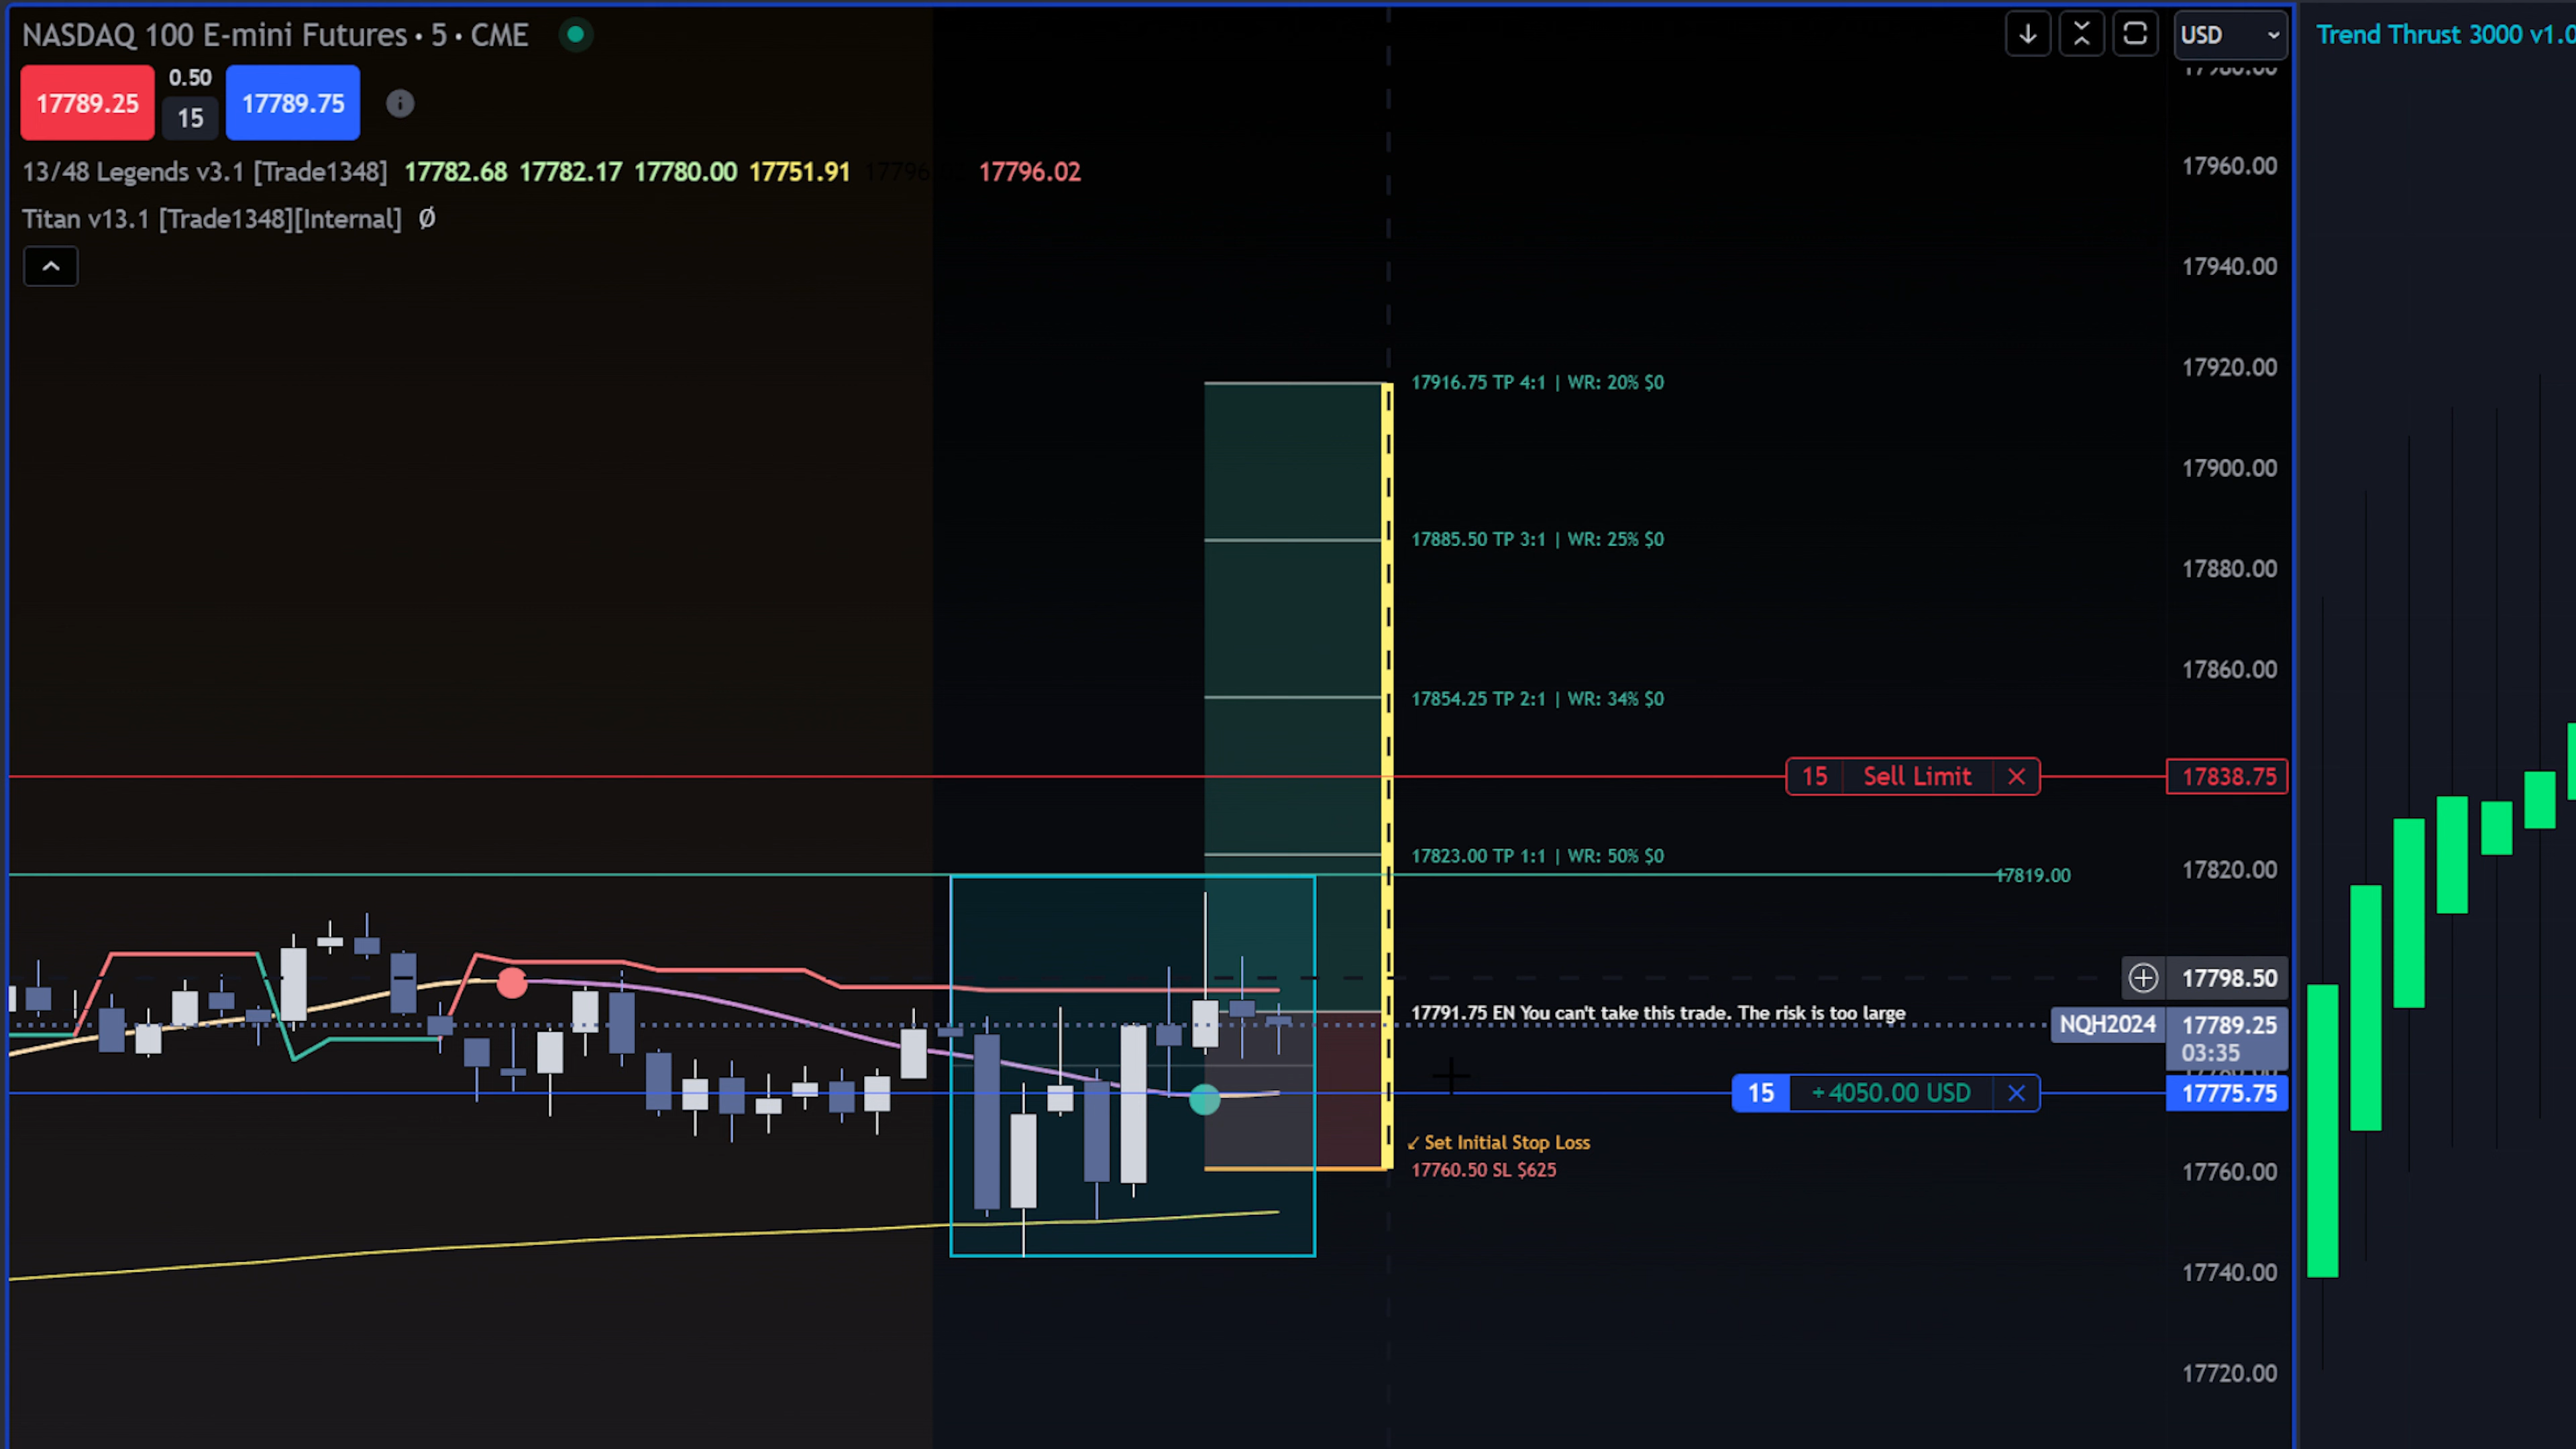 NASDAQ 100 E-mini Futures · 5 · CME
USD
Trend Thrust 3000 v1.0
17789.25
0.50
15
17789.75
13/48 Legends v3.1 [Trade1348] 17782.68 17782.17 17780.00 17751.91 17796.02
Titan v13.1 [Trade1348][Internal] Ø
17960.00
17940.00
17920.00
17916.75 TP 4:1 | WR: 20% $0
17900.00
17885.50 TP 3:1 | WR: 25% $0
17880.00
17860.00
17854.25 TP 2:1 | WR: 34% $0
15 Sell Limit
17838.75
17823.00 TP 1:1 | WR: 50% $0
17819.00
17820.00
17798.50
17791.75 EN You can't take this trade. The risk is too large
NQH2024
17789.25
03:35
15 +4050.00 USD
17775.75
↙ Set Initial Stop Loss
17760.50 SL $625
17760.00
17740.00
17720.00